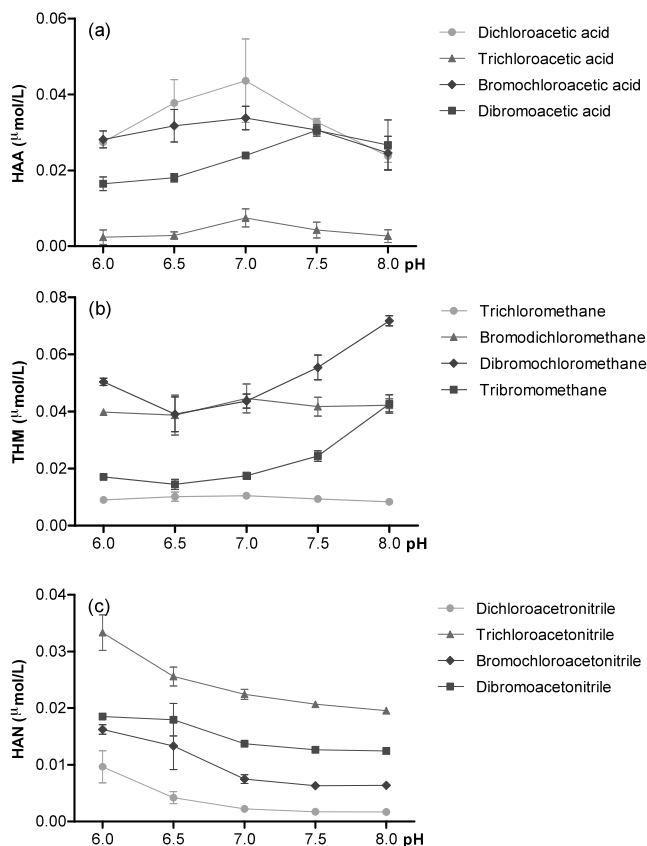 (a)
HAA (µmol/L)
0.06
0.04
0.02
0.00
6.0 6.5 7.0 7.5 8.0 pH
Dichloroacetic acid
Trichloroacetic acid
Bromochloroacetic acid
Dibromoacetic acid
(b)
THM (µmol/L)
0.08
0.06
0.04
0.02
0.00
6.0 6.5 7.0 7.5 8.0 pH
Trichloromethane
Bromodichloromethane
Dibromochloromethane
Tribromomethane
(c)
HAN (µmol/L)
0.04
0.03
0.02
0.01
0.00
6.0 6.5 7.0 7.5 8.0 pH
Dichloroacetronitrile
Trichloroacetonitrile
Bromochloroacetonitrile
Dibromoacetonitrile